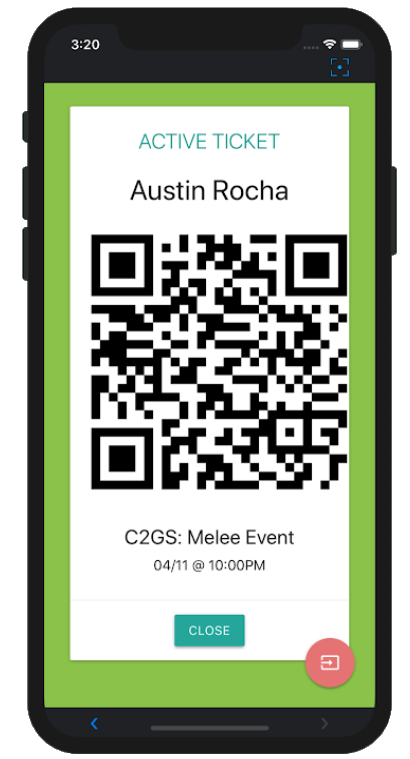 3:20
ACTIVE TICKET
Austin Rocha
C2GS: Melee Event
04/11 @ 10:00PM
CLOSE